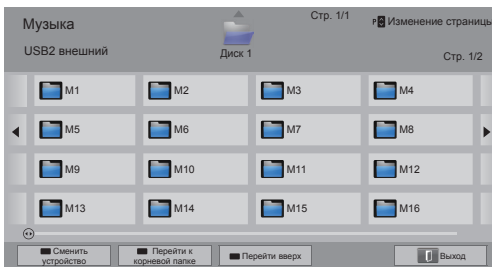 Музыка
Стр. 1/1
P Изменение страницы
USB2 внешний
Диск 1
Стр. 1/2
M1 M2 M3 M4
M5 M6 M7 M8
M9 M10 M11 M12
M13 M14 M15 M16
Сменить устройство
Перейти к корневой папке
Перейти вверх
Выход